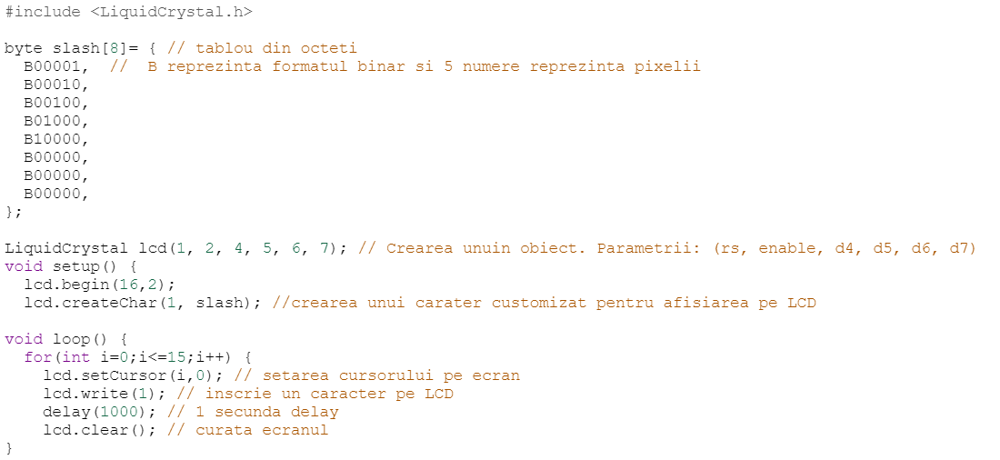 #include <LiquidCrystal.h>

byte slash[8]= { // tablou din octeti
  B00001,  //  B reprezinta formatul binar si 5 numere reprezinta pixelii
  B00010,
  B00100,
  B01000,
  B10000,
  B00000,
  B00000,
  B00000,
};

LiquidCrystal lcd(1, 2, 4, 5, 6, 7); // Crearea unuin obiect. Parametrii: (rs, enable, d4, d5, d6, d7)
void setup() {
  lcd.begin(16,2);
  lcd.createChar(1, slash); //crearea unui carater customizat pentru afisiarea pe LCD

void loop() {
  for(int i=0;i<=15;i++) {
    lcd.setCursor(i,0); // setarea cursorului pe ecran
    lcd.write(1); // inscrie un caracter pe LCD
    delay(1000); // 1 secunda delay
    lcd.clear(); // curata ecranul
}